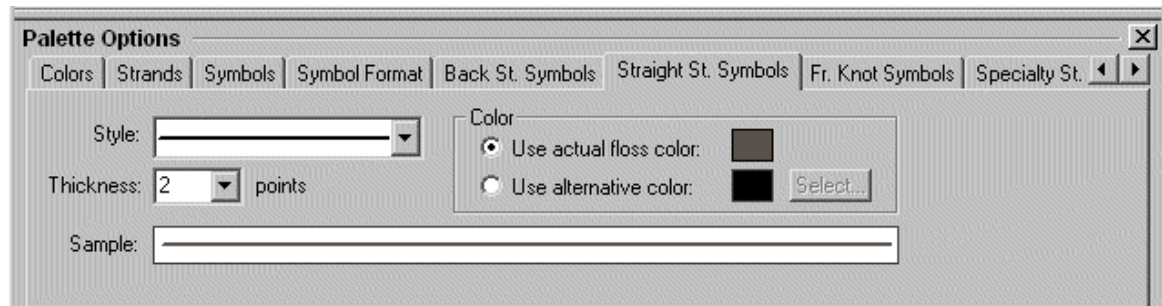 Palette Options
Colors Strands Symbols Symbol Format Back St. Symbols Straight St. Symbols Fr. Knot Symbols Specialty St.
Style:
Color
Use actual floss color:
Thickness: 2 points
Use alternative color: Select...
Sample: